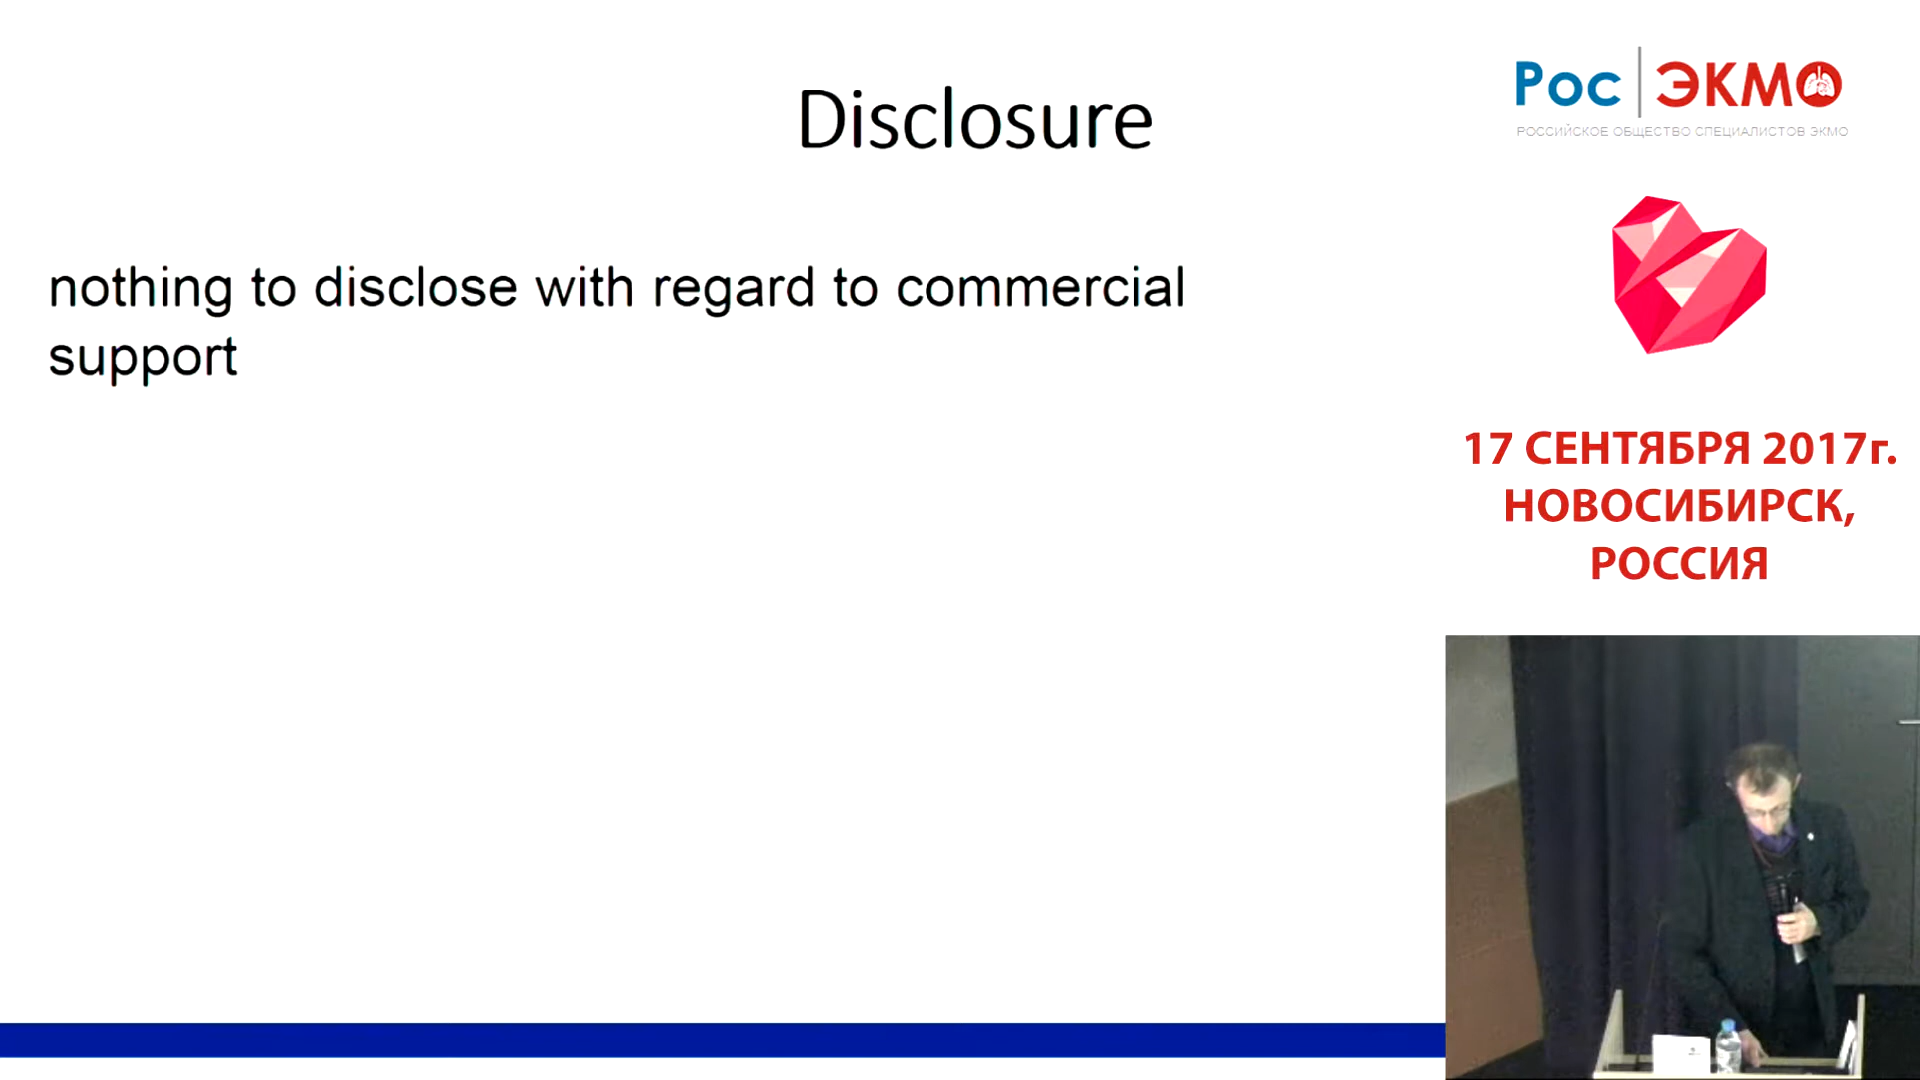 Disclosure
nothing to disclose with regard to commercial
support
Рос ЭКМО
РОССИЙСКОЕ ОБЩЕСТВО СПЕЦИАЛИСТОВ ЭКМО
17 СЕНТЯБРЯ 2017г.
НОВОСИБИРСК,
РОССИЯ